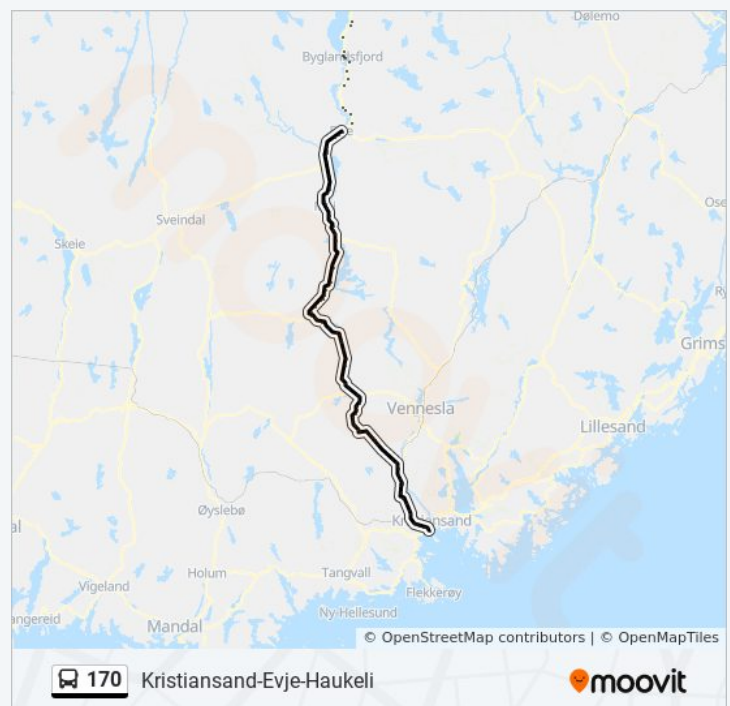 Dølemo
Byglandsfjord
Sveindal
Skeie
Grims
Vennesla
Lillesand
Øyslebø
Kristiansand
Tangvall
Holum
Vigeland
Flekkerøy
Ny-Hellesund
angereid
Mandal
© OpenStreetMap contributors | © OpenMapTiles
170 Kristiansand-Evje-Haukeli
moovit